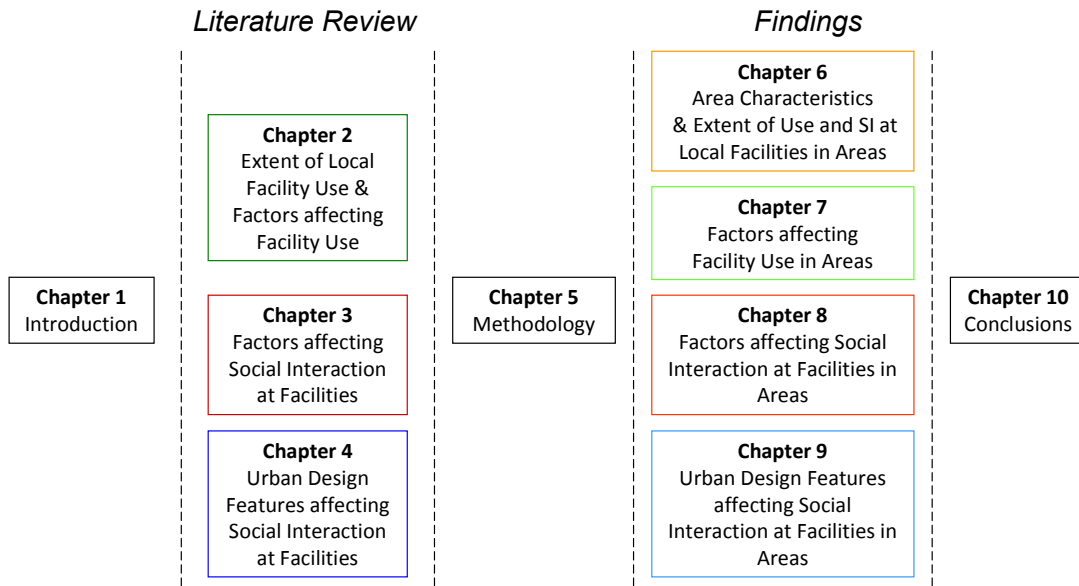 Literature Review
Findings
Chapter 1
Introduction
Chapter 2
Extent of Local
Facility Use &
Factors affecting
Facility Use
Chapter 3
Factors affecting
Social Interaction
at Facilities
Chapter 4
Urban Design
Features affecting
Social Interaction
at Facilities
Chapter 5
Methodology
Chapter 6
Area Characteristics
& Extent of Use and SI at
Local Facilities in Areas
Chapter 7
Factors affecting
Facility Use in Areas
Chapter 8
Factors affecting Social
Interaction at Facilities in
Areas
Chapter 9
Urban Design Features
affecting Social
Interaction at Facilities in
Areas
Chapter 10
Conclusions